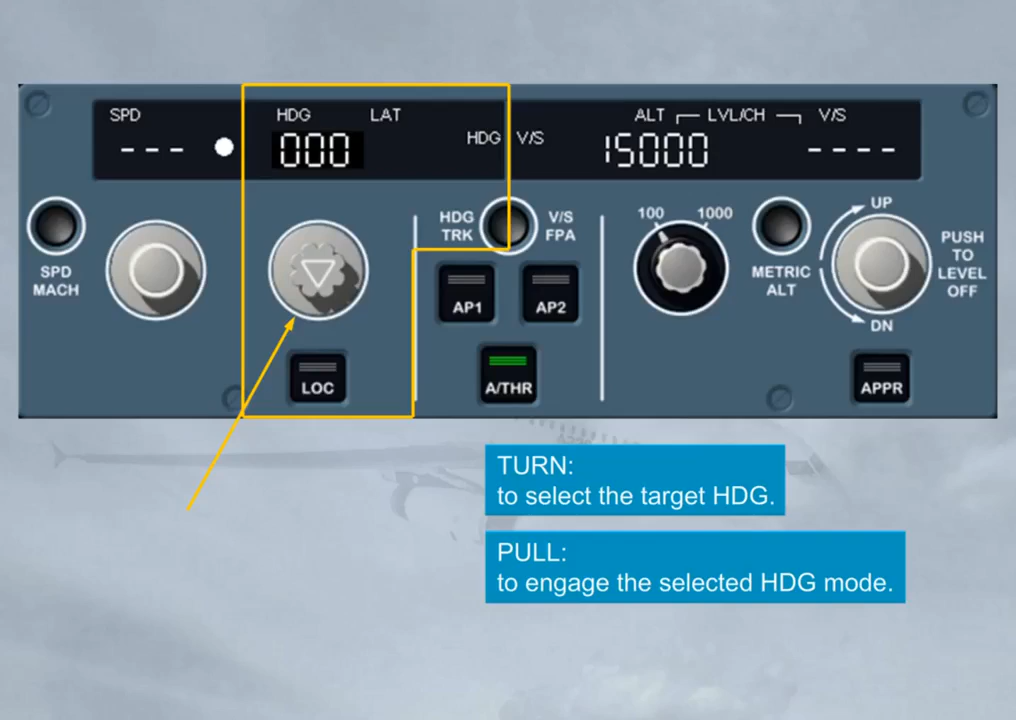 SPD HDG LAT ALT LVL/CH V/S
HDG V/S
--- 000 15000 ----
SPD
MACH
HDG V/S
TRK FPA
100 1000
METRIC
ALT
UP
DN
PUSH
TO
LEVEL
OFF
AP1 AP2
LOC A/THR APPR
TURN:
to select the target HDG.
PULL:
to engage the selected HDG mode.